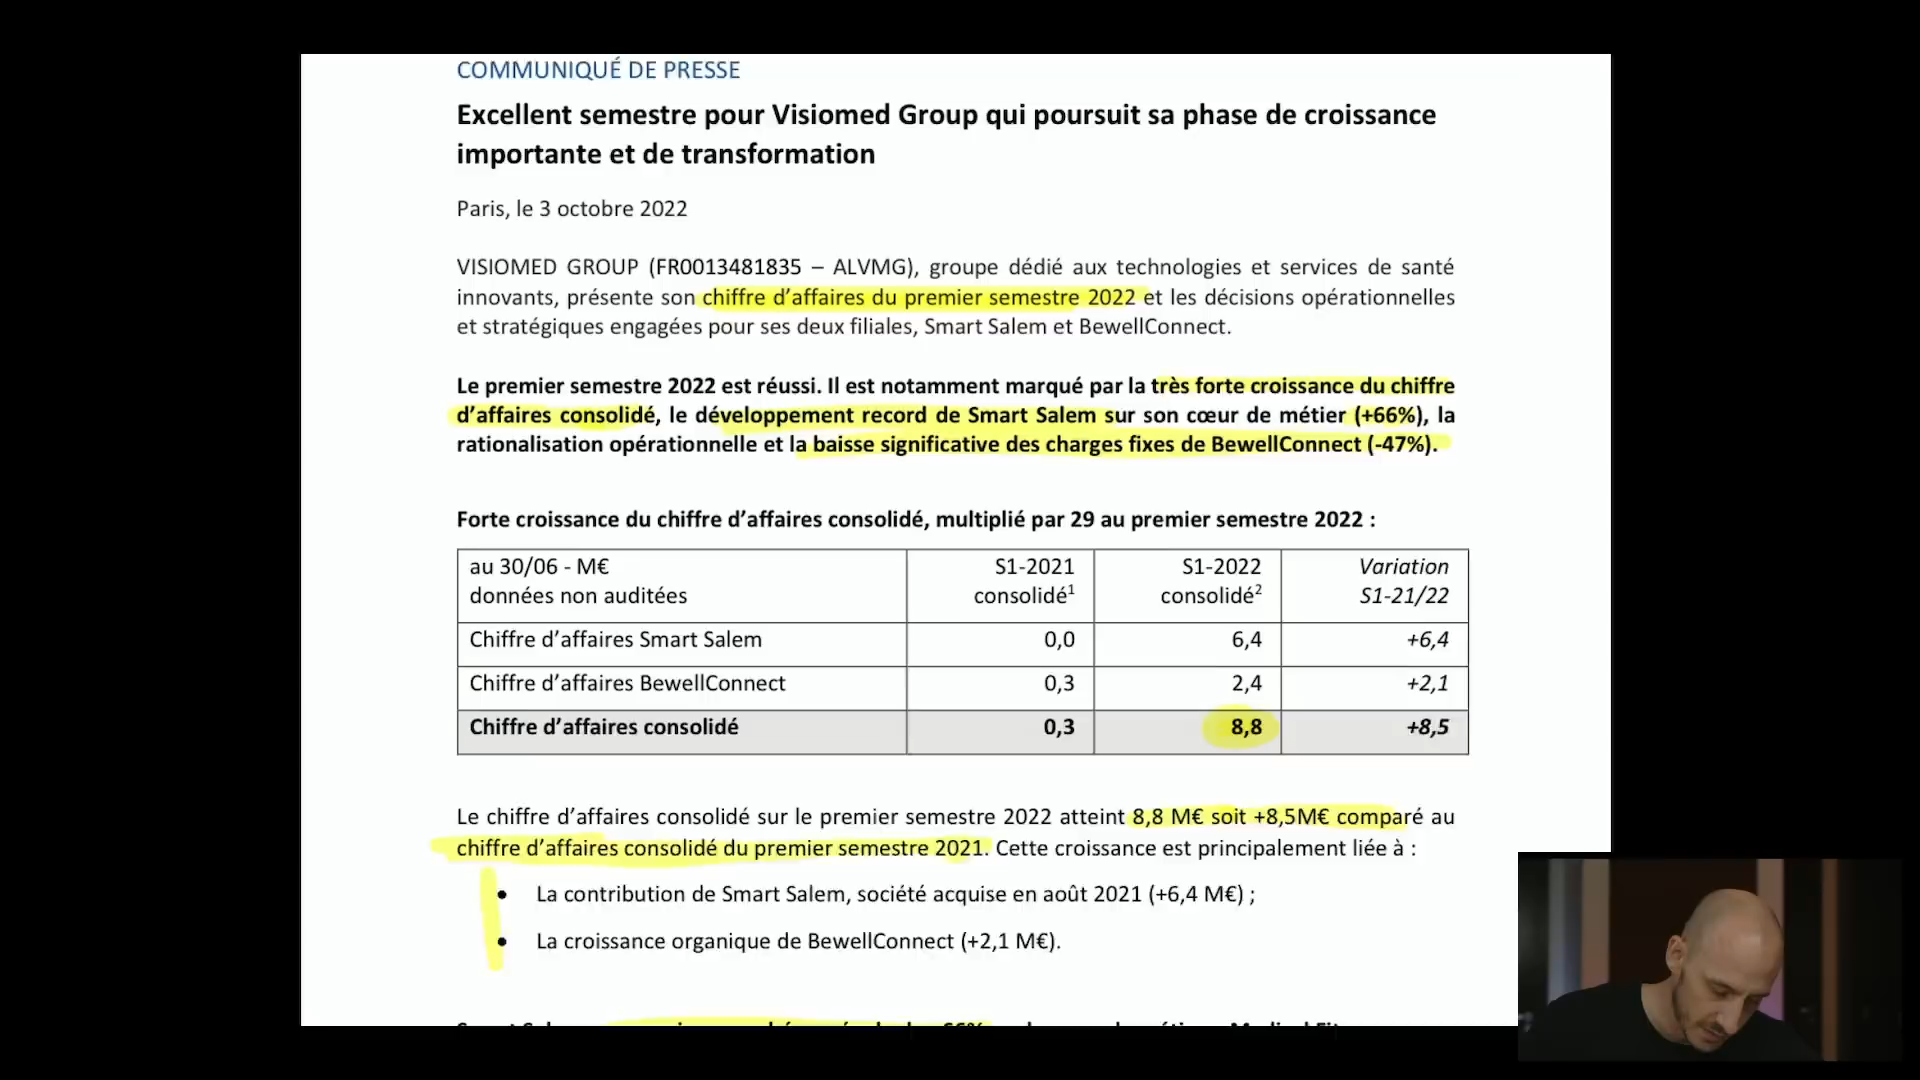 COMMUNIQUÉ DE PRESSE
Excellent semestre pour Visiomed Group qui poursuit sa phase de croissance
importante et de transformation
Paris, le 3 octobre 2022
VISIOMED GROUP (FR0013481835 – ALVMG), groupe dédié aux technologies et services de santé
innovants, présente son chiffre d’affaires du premier semestre 2022 et les décisions opérationnelles
et stratégiques engagées pour ses deux filiales, Smart Salem et BewellConnect.
Le premier semestre 2022 est réussi. Il est notamment marqué par la très forte croissance du chiffre
d’affaires consolidé, le développement record de Smart Salem sur son cœur de métier (+66%), la
rationalisation opérationnelle et la baisse significative des charges fixes de BewellConnect (-47%).
Forte croissance du chiffre d’affaires consolidé, multiplié par 29 au premier semestre 2022 :
au 30/06 - M€ S1-2021 S1-2022 Variation
données non auditées consolidé¹ consolidé² S1-21/22
Chiffre d’affaires Smart Salem 0,0 6,4 +6,4
Chiffre d’affaires BewellConnect 0,3 2,4 +2,1
Chiffre d’affaires consolidé 0,3 8,8 +8,5
Le chiffre d’affaires consolidé sur le premier semestre 2022 atteint 8,8 M€ soit +8,5M€ comparé au
chiffre d’affaires consolidé du premier semestre 2021. Cette croissance est principalement liée à :
• La contribution de Smart Salem, société acquise en août 2021 (+6,4 M€) ;
• La croissance organique de BewellConnect (+2,1 M€).